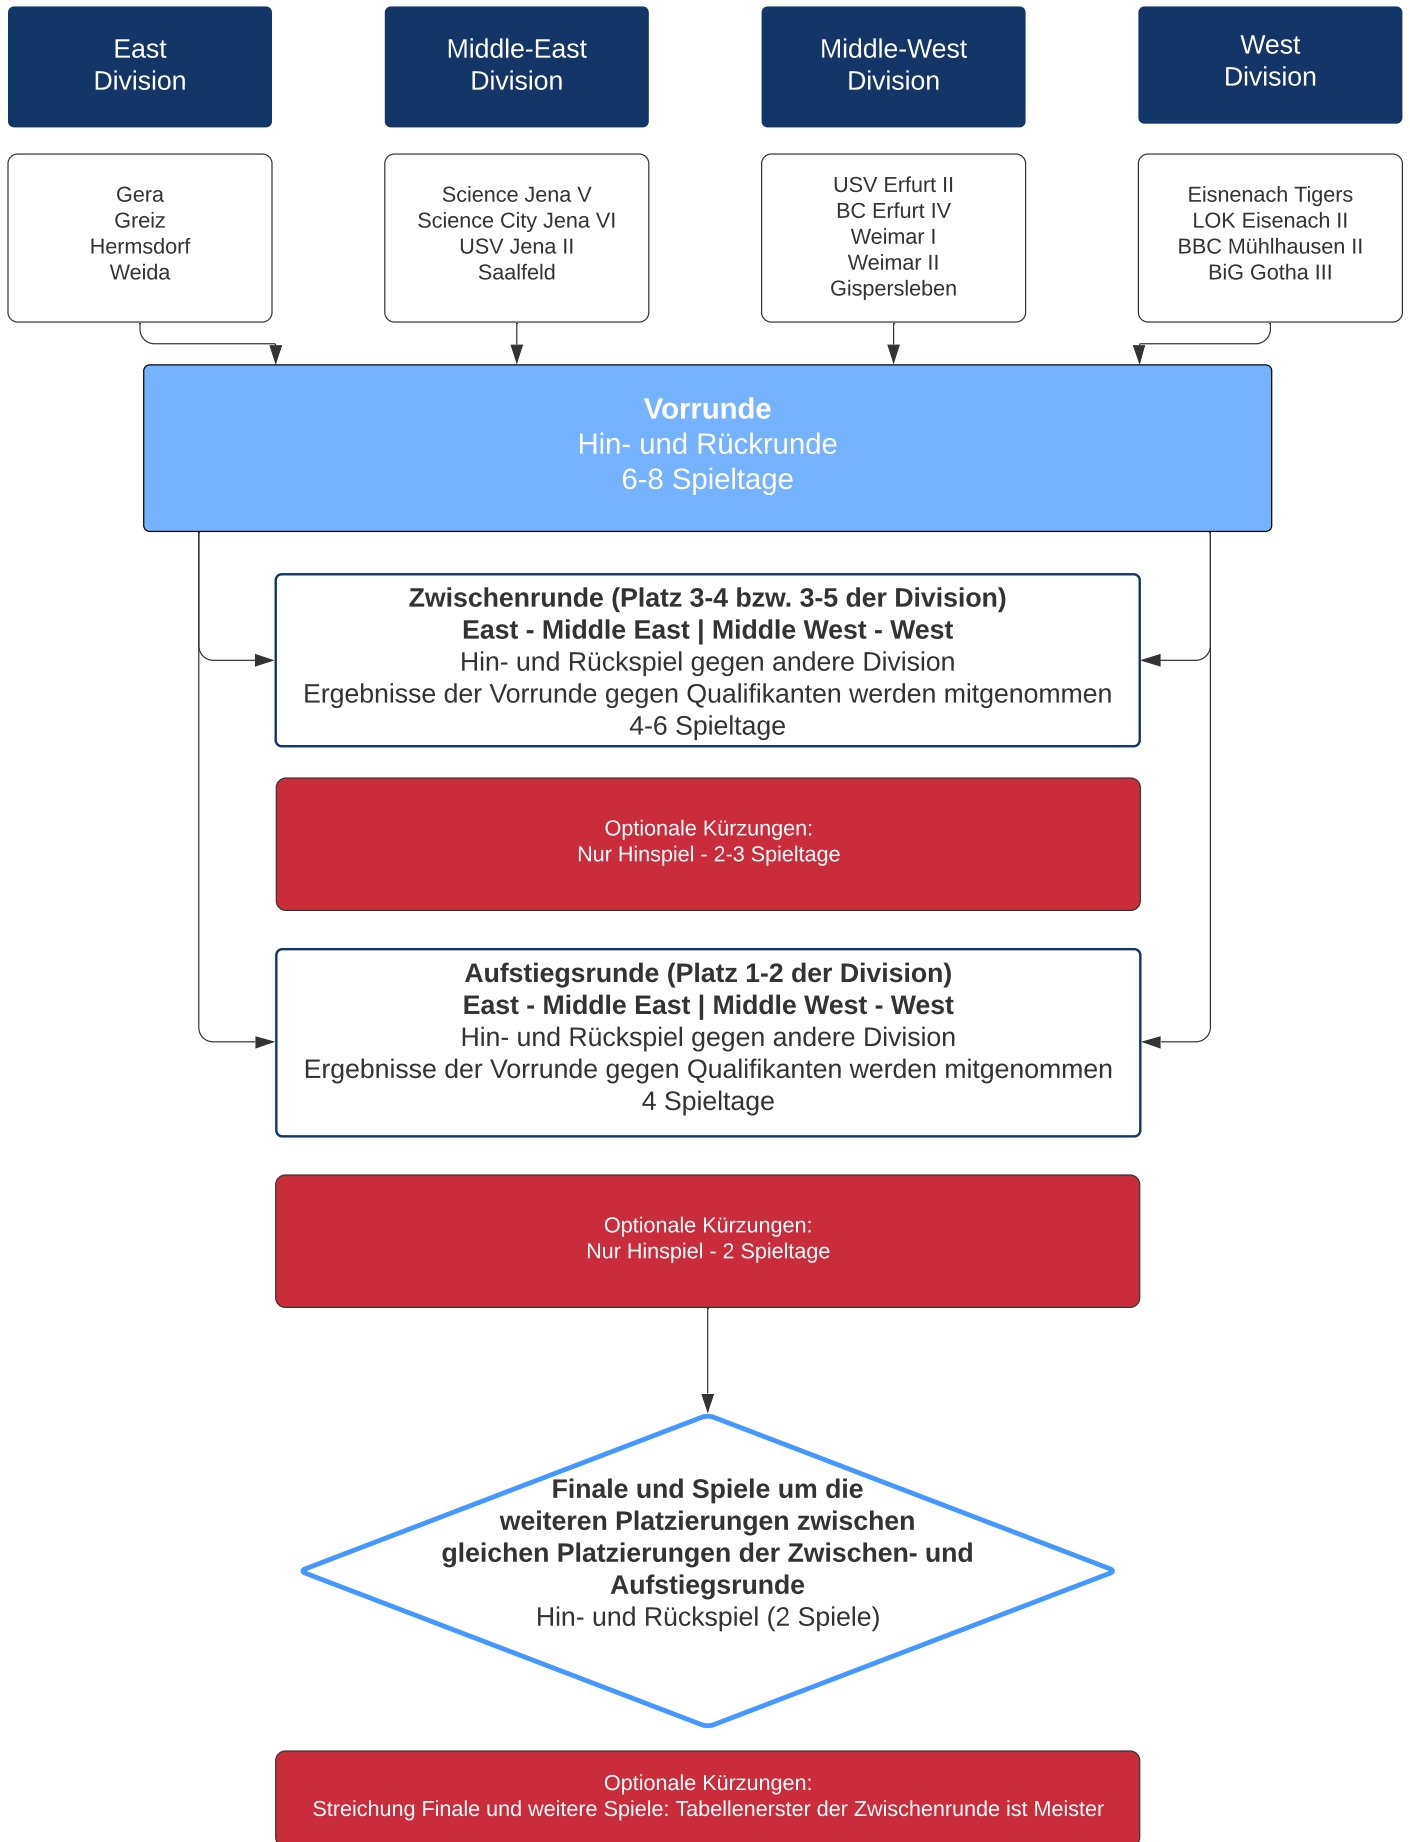 East
Division
Middle-East
Division
Middle-West
Division
West
Division
Gera
Greiz
Hermsdorf
Weida
Science Jena V
Science City Jena VI
USV Jena II
Saalfeld
USV Erfurt II
BC Erfurt IV
Weimar I
Weimar II
Gispersleben
Eisnenach Tigers
LOK Eisenach II
BBC Mühlhausen II
BiG Gotha III
Vorrunde
Hin- und Rückrunde
6-8 Spieltage
Zwischenrunde (Platz 3-4 bzw. 3-5 der Division)
East - Middle East | Middle West - West
Hin- und Rückspiel gegen andere Division
Ergebnisse der Vorrunde gegen Qualifikanten werden mitgenommen
4-6 Spieltage
Optionale Kürzungen:
Nur Hinspiel - 2-3 Spieltage
Aufstiegsrunde (Platz 1-2 der Division)
East - Middle East | Middle West - West
Hin- und Rückspiel gegen andere Division
Ergebnisse der Vorrunde gegen Qualifikanten werden mitgenommen
4 Spieltage
Optionale Kürzungen:
Nur Hinspiel - 2 Spieltage
Finale und Spiele um die
weiteren Platzierungen zwischen
gleichen Platzierungen der Zwischen- und
Aufstiegsrunde
Hin- und Rückspiel (2 Spiele)
Optionale Kürzungen:
Streichung Finale und weitere Spiele: Tabellenerster der Zwischenrunde ist Meister